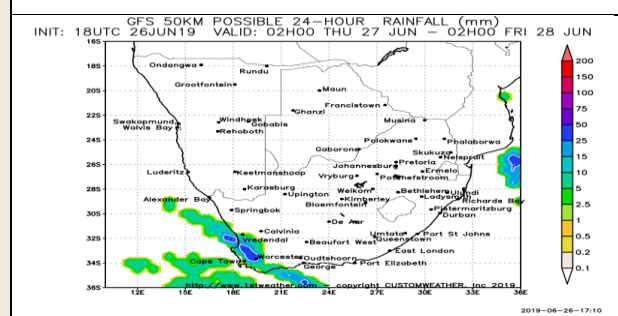 GFS 50KM POSSIBLE 24-HOUR RAINFALL (mm)
INIT: 18UTC 26JUN19 VALID: 02H00 THU 27 JUN - 02H00 FRI 28 JUN
16S
18S
20S
22S
24S
26S
28S
30S
32S
34S
36S
Ondangwa
Rundu
Grootfontein
Maun
Francistown
Ghanzi
Musina
Swakopmund
Walvis Bay
Windhoek
Gobabis
Rehoboth
Polokwane
Phalaborwa
Gaborone
Skukuza
Nelspruit
Johannesburg
Pretoria
Luderitz
Keetmanshoop
Vryburg
Potchefstroom
Ermelo
Karasburg
Upington
Welkom
Bethlehem
Ulundi
Alexander Bay
Kimberley
Ladysmith
Richards Bay
Bloemfontein
Springbok
Pietermaritzburg
Durban
De Aar
Calvinia
Umtata
Port St Johns
Vredendal
Beaufort West
Queenstown
East London
Cape Town
Worcester
Oudtshoorn
George
Port Elizabeth
http://www.1stweather.com - copyright CUSTOMWEATHER, Inc 2019
12E 15E 18E 21E 24E 27E 30E 33E 36E
200
150
100
75
50
25
15
10
5
2.5
1
0.5
0.2
0.1
2019-06-26-17:10